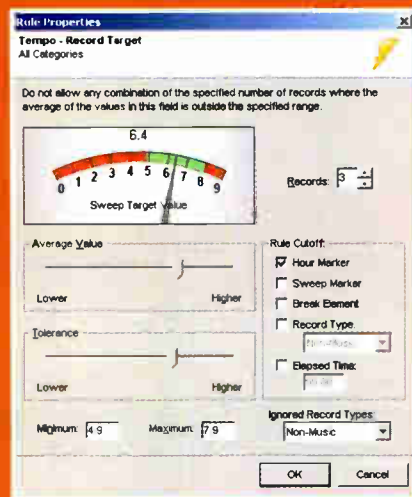 Rule Properties
Tempo - Record Target
All Categories
Do not allow any combination of the specified number of records where the
average of the values in this field is outside the specified range.
6.4
0 1 2 3 4 5 6 7 8 9
Sweep Target Value
Records: 3
Average Value
Lower Higher
Tolerance
Lower Higher
Minimum: 4.9 Maximum: 7.9
Rule Cutoff:
Hour Marker
Sweep Marker
Break Element
Record Type:
Non-Music
Elapsed Time:
Ignored Record Types:
Non-Music
OK Cancel